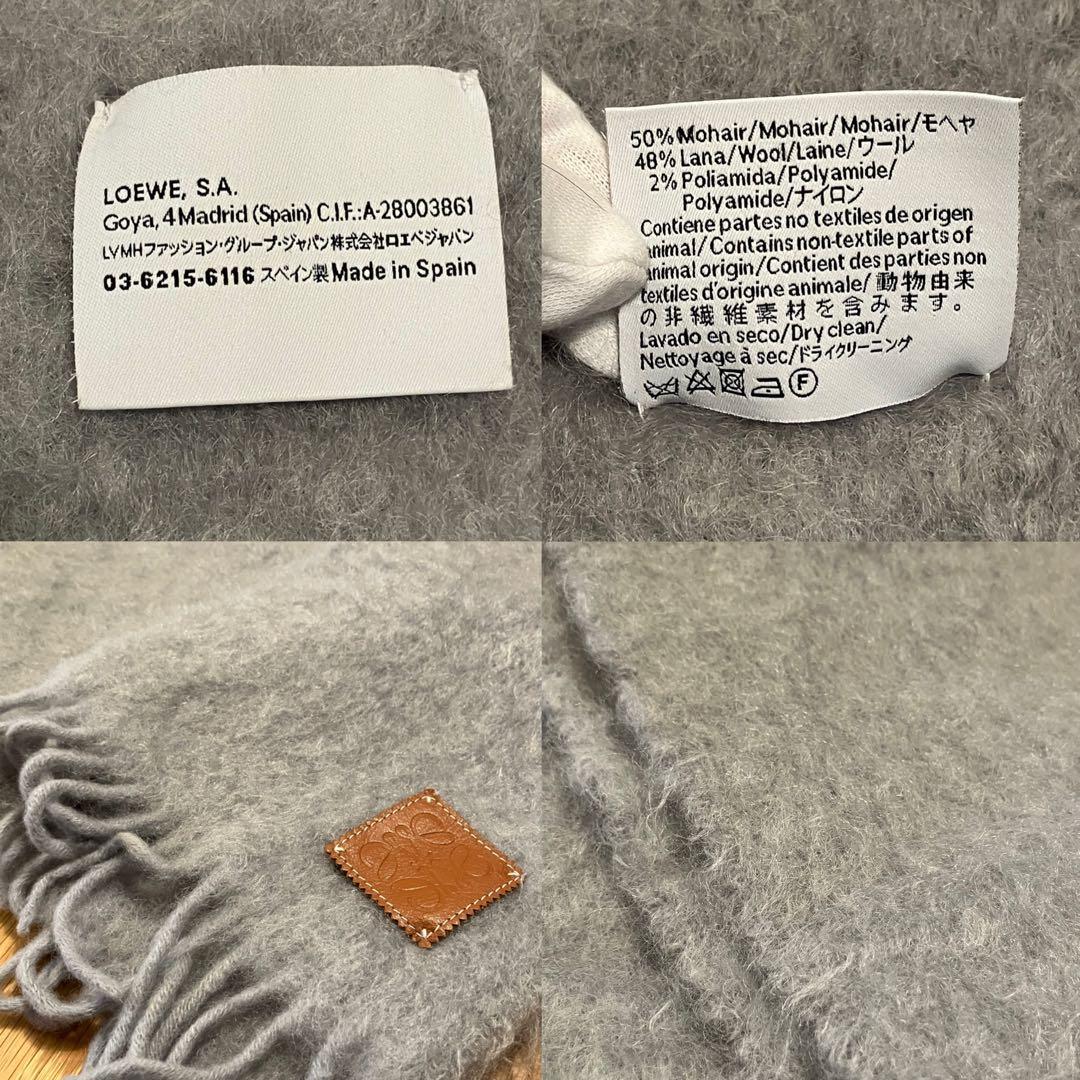 LOEWE, S.A.
Goya, 4 Madrid (Spain) C.I.F.:A-28003861
LVMHファッション・グループ・ジャパン株式会社ロエベジャパン
03-6215-6116 スペイン製 Made in Spain
50% Mohair/Mohair/Mohair/モヘヤ
48% Lana/Wool/Laine/ウール
2% Poliamida/Polyamide/
Polyamide/ナイロン
Contiene partes no textiles de origen
animal/Contains non-textile parts of
animal origin/Contient des parties non
textiles d'origine animale/動物由来
の非繊維素材を含みます。
Lavado en seco/Dry clean/
Nettoyage à sec/ドライクリーニング
F